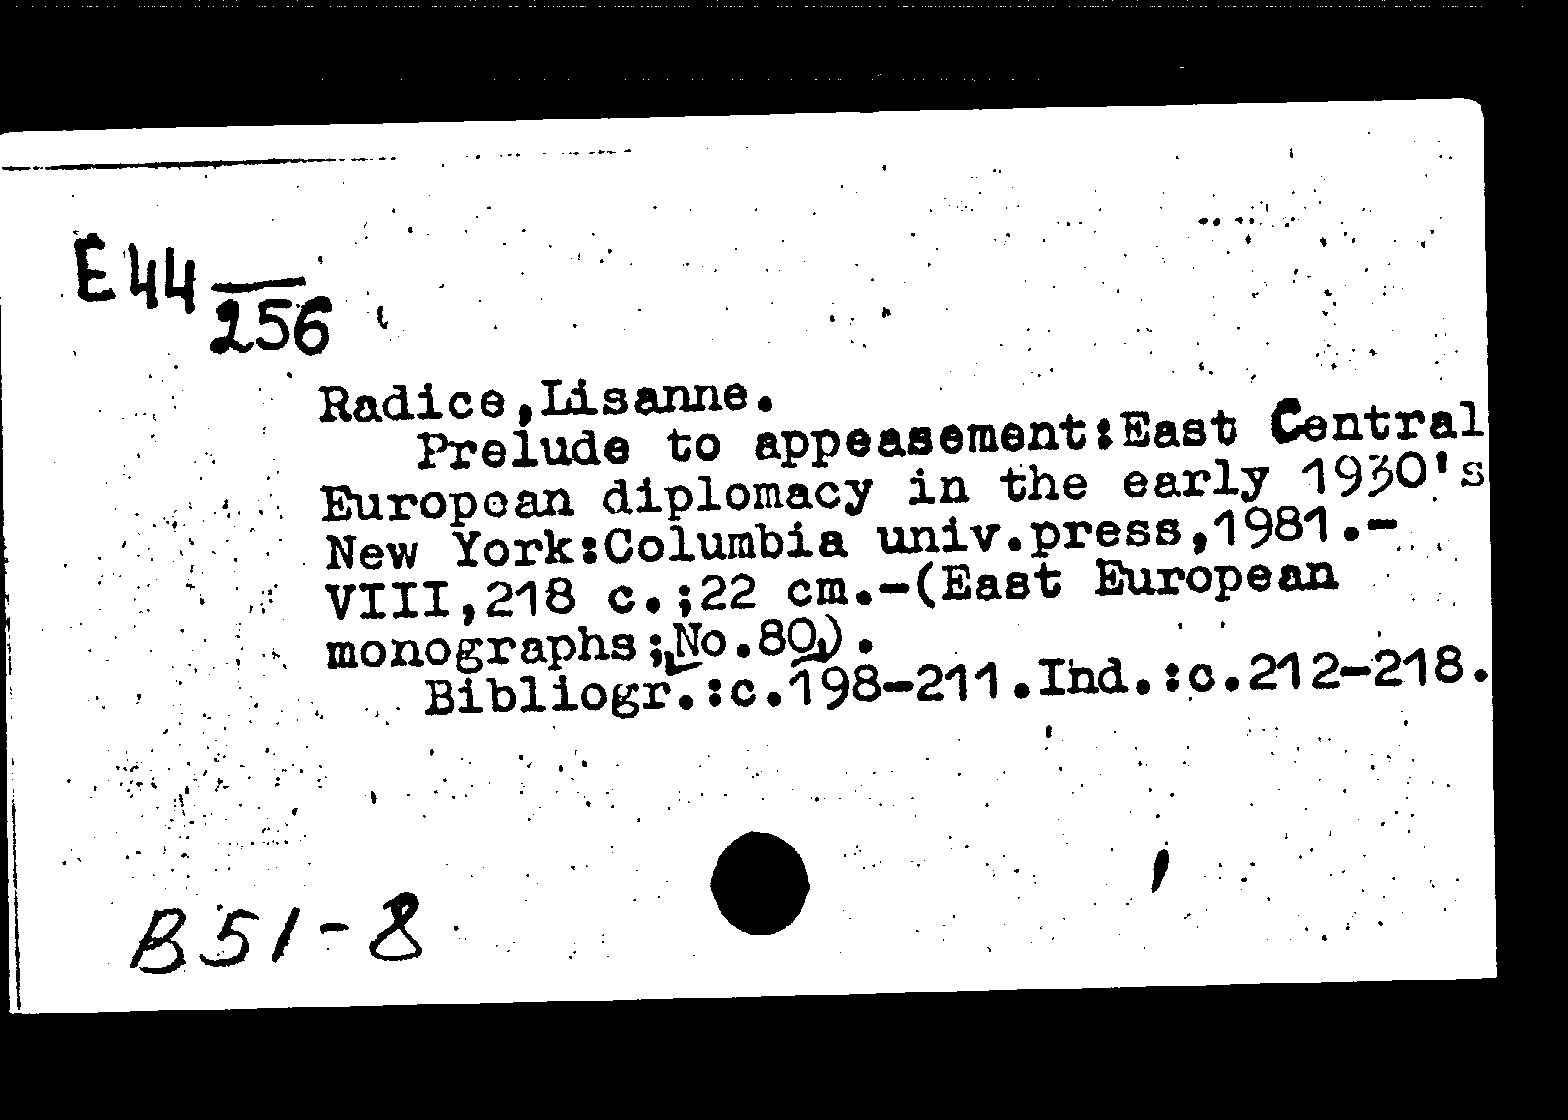 E44
256
Radice,Lisanne.
Prelude to appeasement:East Central
European diplomacy in the early 1930's
New York:Columbia univ.press,1981.-
VIII,218 c.;22 cm.-(East European
monographs;No.80).
Bibliogr.:c.198-211.Ind.:c.212-218.
B51-8